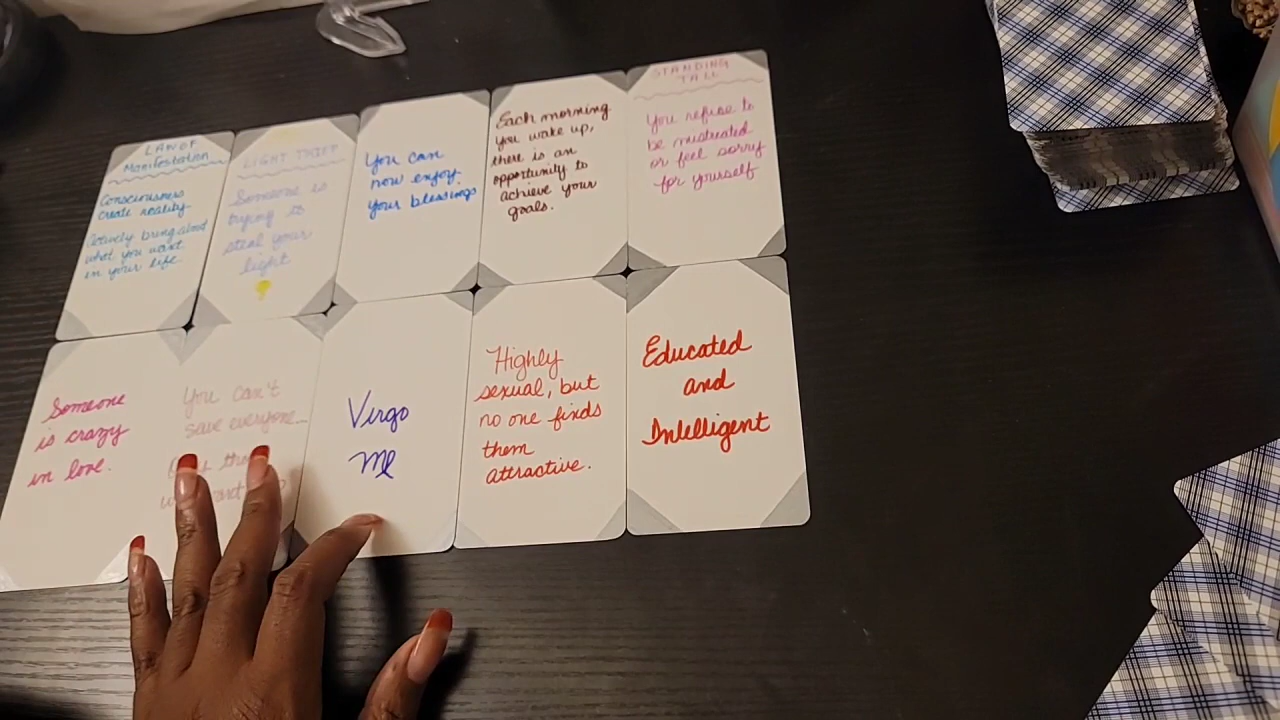 LAW OF
Manifestation
Consciousness
create reality.
Actively bring about
what you want
in your life.
LIGHT THIEF
Someone is
trying to
steal your
light
You can
now enjoy
your blessings
Each morning
you wake up,
there is an
opportunity to
achieve your
goals.
STANDING
TALL
You refuse to
be mistreated
or feel sorry
for yourself
Someone
is crazy
in love.
You can't
save everyone...
Virgo
♍
Highly
sexual, but
no one finds
them
attractive.
Educated
and
Intelligent